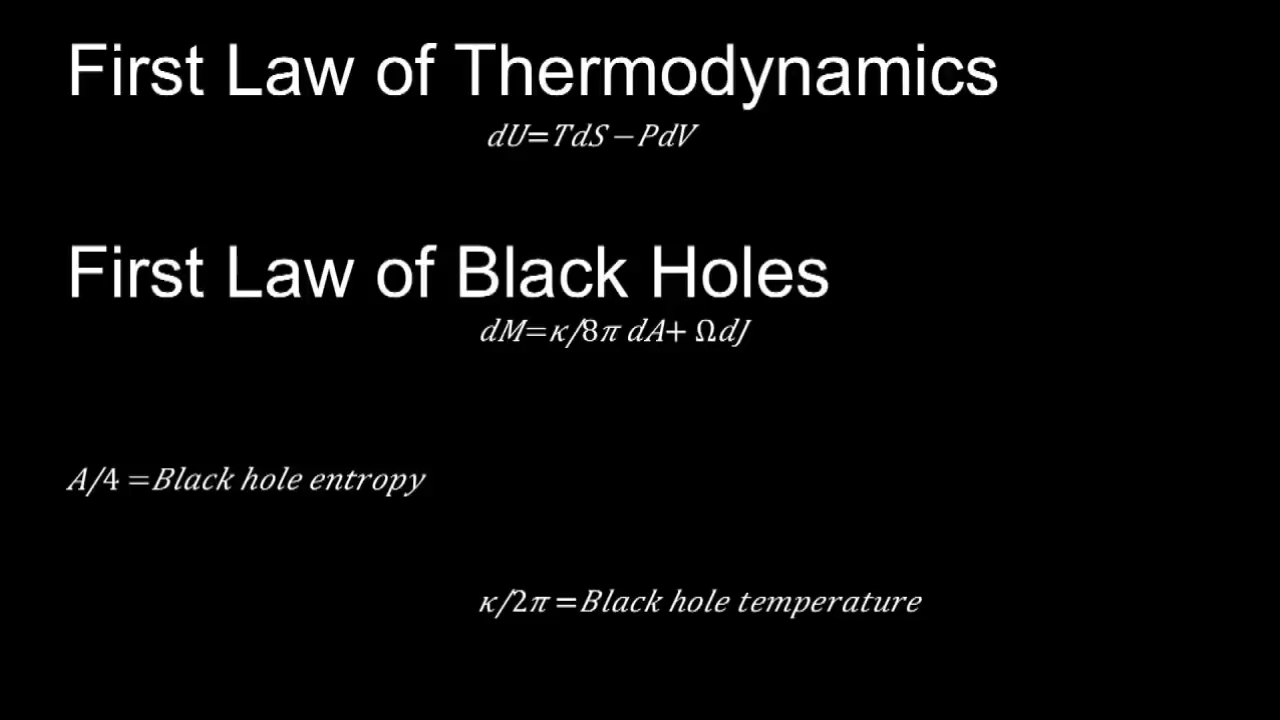 First Law of Thermodynamics
dU=TdS−PdV
First Law of Black Holes
dM=κ/8π dA+ ΩdJ
A/4 =Black hole entropy
κ/2π =Black hole temperature